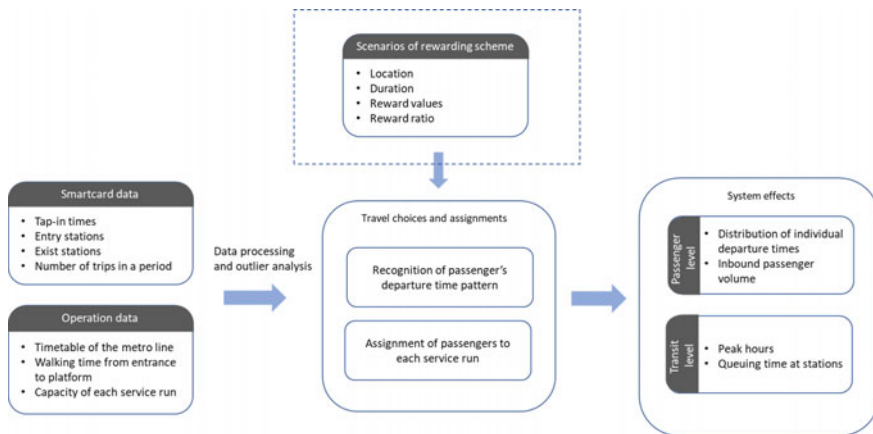 Scenarios of rewarding scheme
• Location
• Duration
• Reward values
• Reward ratio
Smartcard data
• Tap-in times
• Entry stations
• Exist stations
• Number of trips in a period
Operation data
• Timetable of the metro line
• Walking time from entrance
to platform
• Capacity of each service run
Data processing
and outlier analysis
Travel choices and assignments
Recognition of passenger's
departure time pattern
Assignment of passengers to
each service run
System effects
Passenger
level
• Distribution of individual
departure times
• Inbound passenger
volume
Transit
level
• Peak hours
• Queuing time at stations